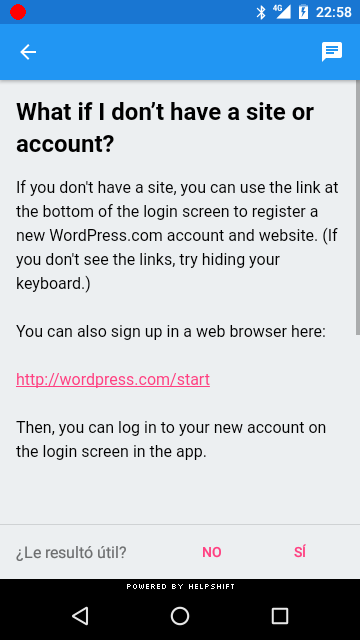 4G 22:58
What if I don’t have a site or
account?
If you don't have a site, you can use the link at
the bottom of the login screen to register a
new WordPress.com account and website. (If
you don't see the links, try hiding your
keyboard.)
You can also sign up in a web browser here:
http://wordpress.com/start
Then, you can log in to your new account on
the login screen in the app.
¿Le resultó útil? NO SÍ
POWERED BY HELPSHIFT